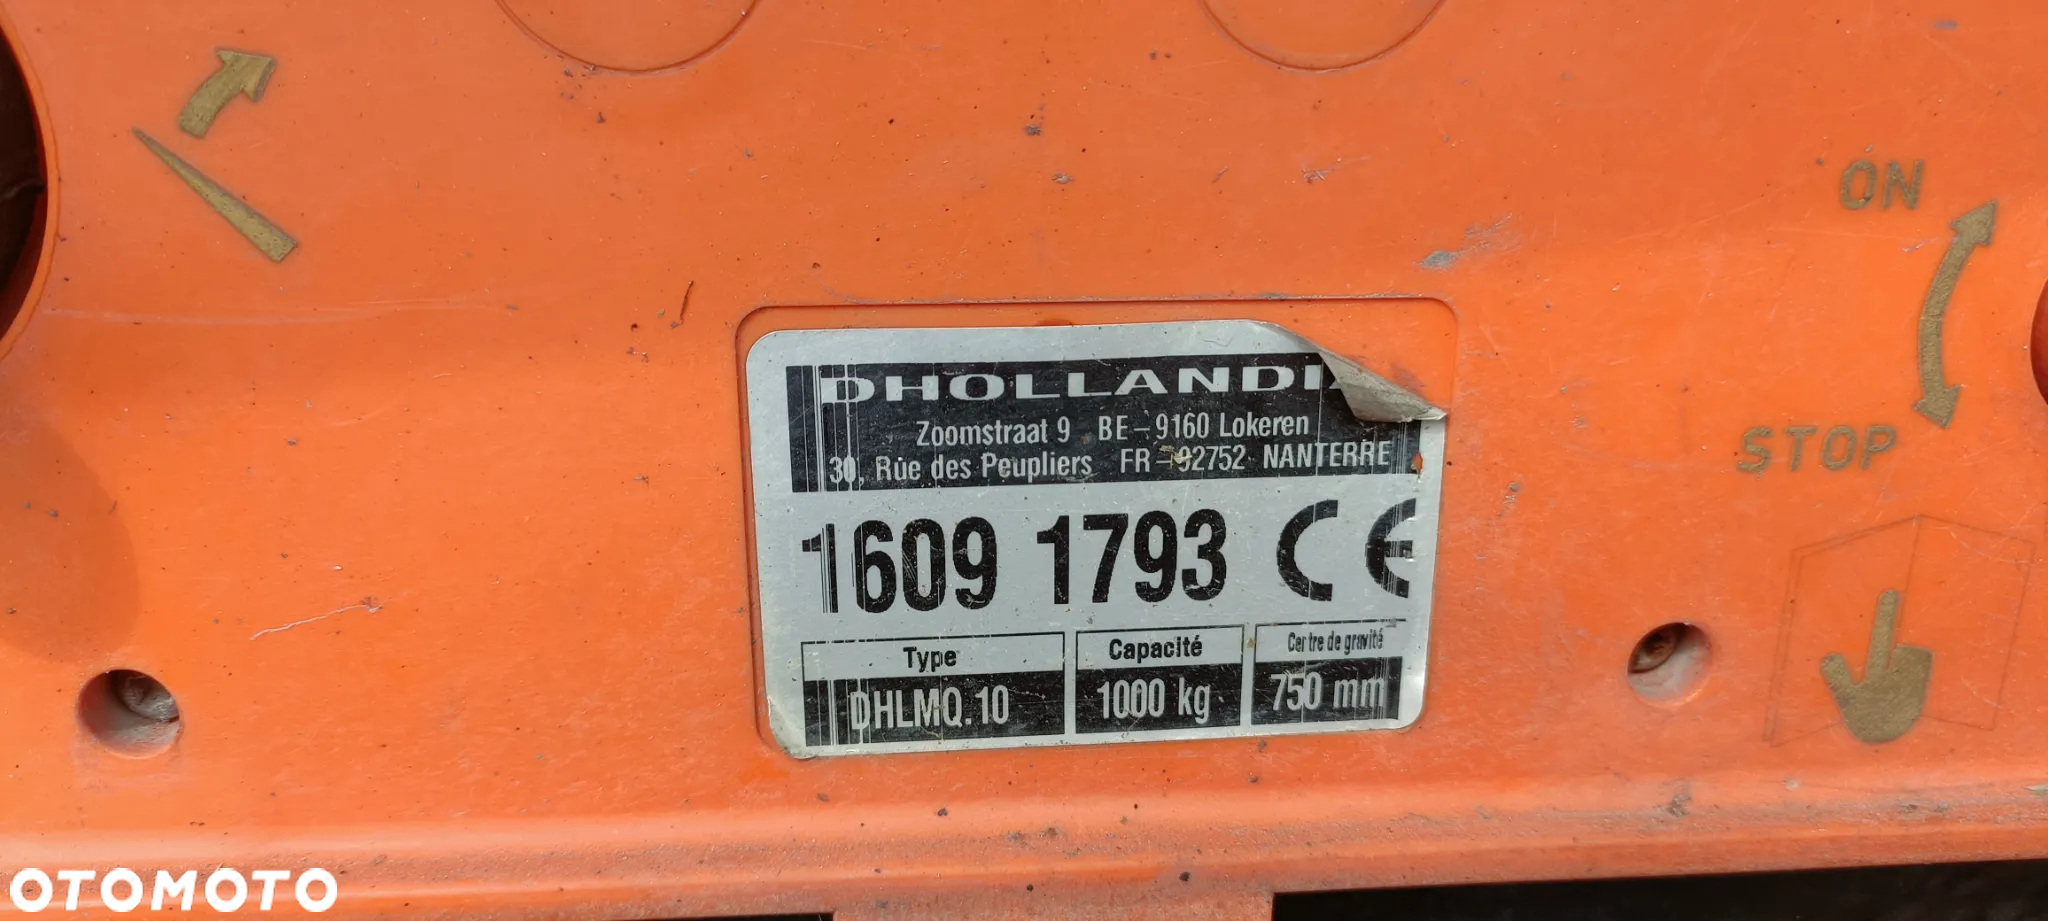 ON
STOP
DHOLLANDIA
Zoomstraat 9 BE-9160 Lokeren
30, Rue des Peupliers FR-92752 NANTERRE
1609 1793 CE
Type Capacité Centre de gravité
DHLMQ.10 1000 kg 750 mm
OTOMOTO